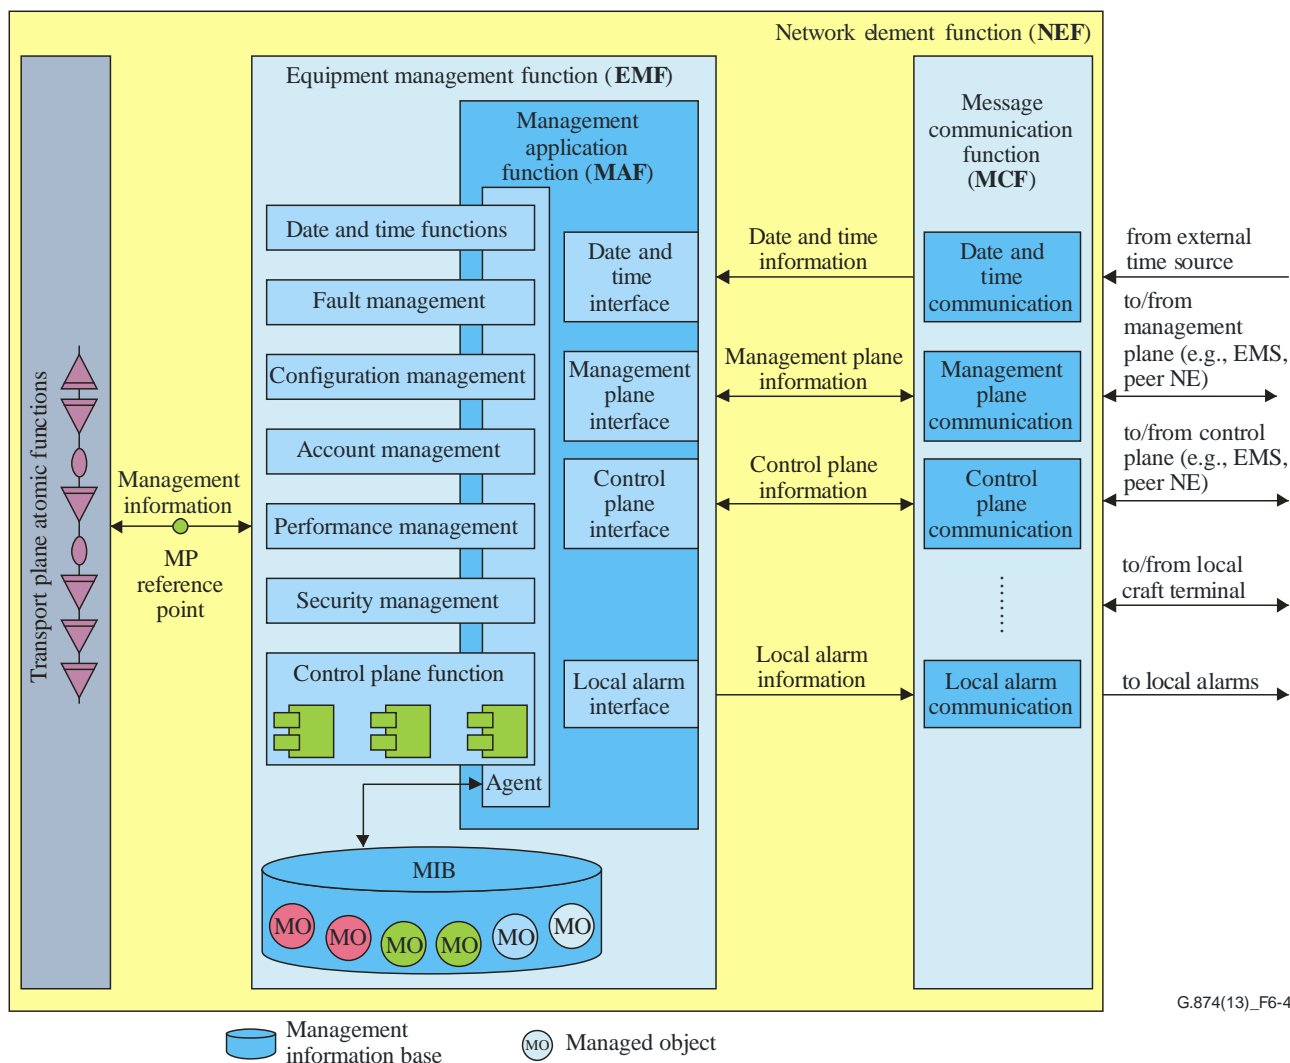 Network element function (NEF)
Equipment management function (EMF)
Management
application
function (MAF)
Message
communication
function
(MCF)
Transport plane atomic functions
Management
information
MP
reference
point
Date and time functions
Fault management
Configuration management
Account management
Performance management
Security management
Control plane function
Agent
Date and
time
interface
Management
plane
interface
Control
plane
interface
Local alarm
interface
Date and time
information
Management plane
information
Control plane
information
Local alarm
information
Date and
time
communication
Management
plane
communication
Control
plane
communication
Local alarm
communication
from external
time source
to/from
management
plane (e.g., EMS,
peer NE)
to/from control
plane (e.g., EMS,
peer NE)
to/from local
craft terminal
to local alarms
MIB
MO
MO
MO
MO
MO
MO
G.874(13)_F6-4
Management
information base
MO
Managed object